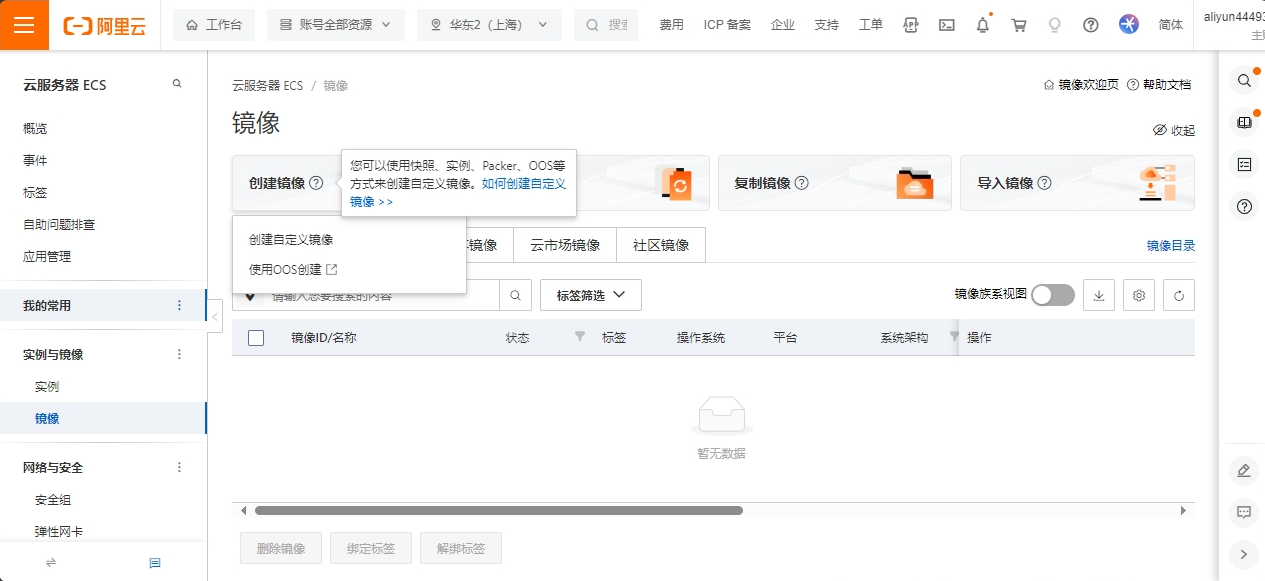 阿里云
工作台
账号全部资源
华东2（上海）
搜索
费用
ICP 备案
企业
支持
工单
APP
简体
云服务器 ECS
概览
事件
标签
自助问题排查
应用管理
我的常用
实例与镜像
实例
镜像
网络与安全
安全组
弹性网卡
云服务器 ECS / 镜像
镜像欢迎页
帮助文档
镜像
收起
创建镜像
您可以使用快照、实例、Packer、OOS等
方式来创建自定义镜像。如何创建自定义
镜像 >>
复制镜像
导入镜像
创建自定义镜像
使用OOS创建
镜像
云市场镜像
社区镜像
镜像目录
请输入您要搜索的内容
标签筛选
镜像族系视图
镜像ID/名称
状态
标签
操作系统
平台
系统架构
操作
暂无数据
删除镜像
绑定标签
解绑标签